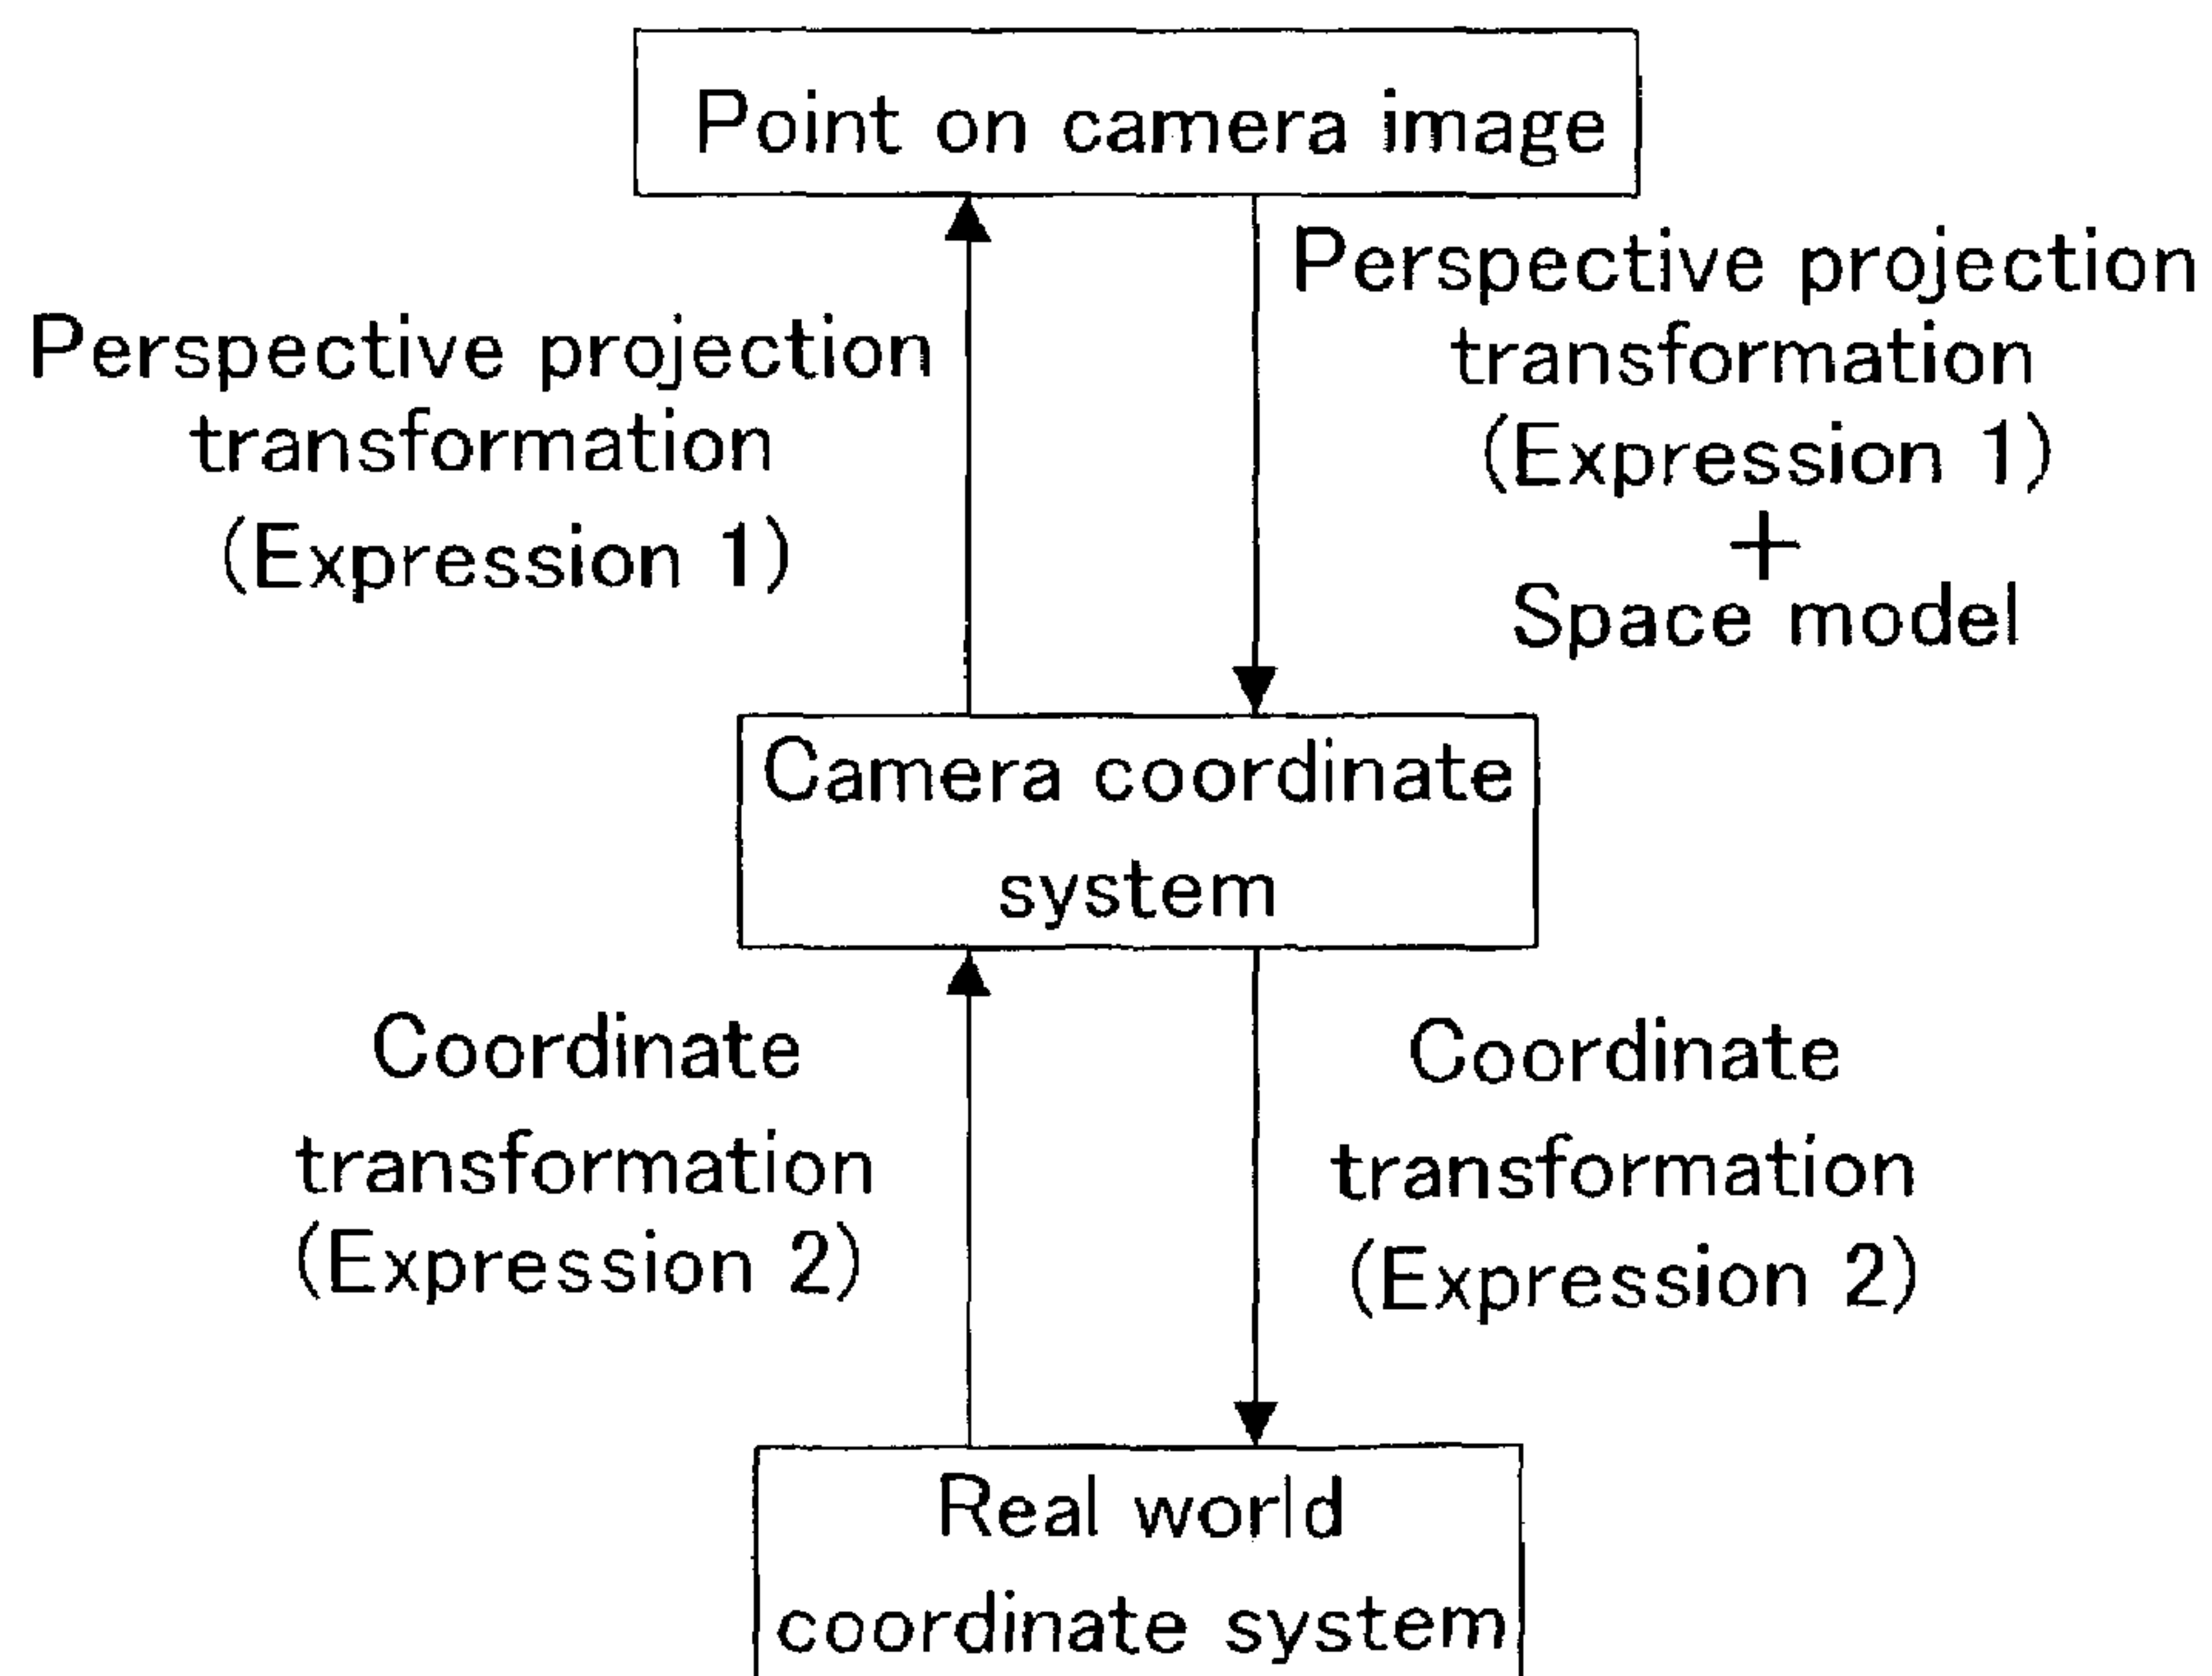 Point on camera image
Perspective projection
transformation
(Expression 1)
Perspective projection
transformation
(Expression 1)
+
Space model
Camera coordinate
system
Coordinate
transformation
(Expression 2)
Coordinate
transformation
(Expression 2)
Real world
coordinate system